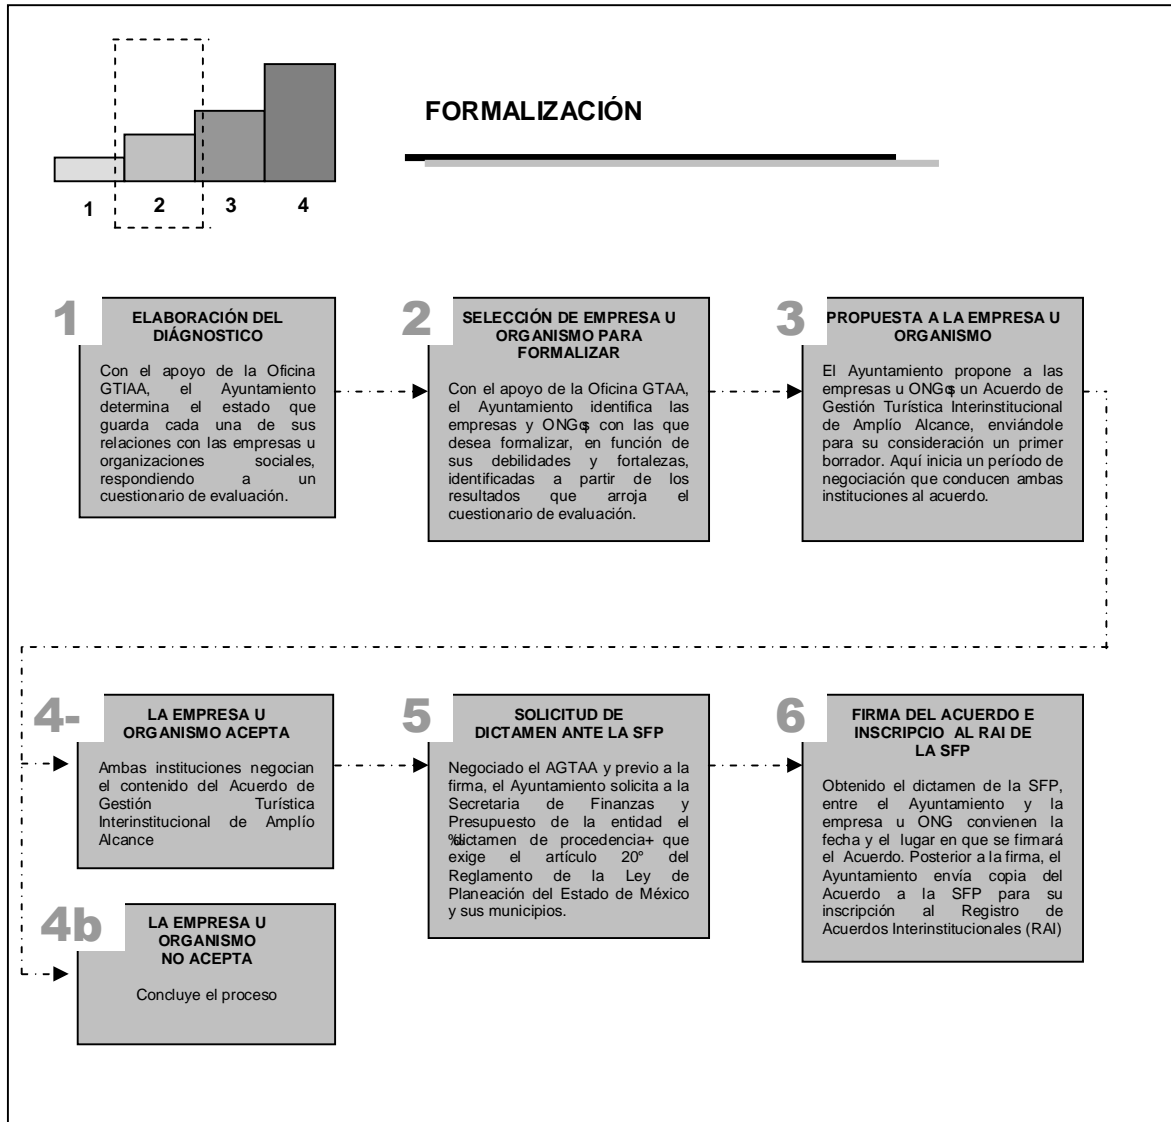 FORMALIZACIÓN
1 2 3 4
1
ELABORACIÓN DEL
DIÁGNOSTICO
Con el apoyo de la Oficina
GTIAA, el Ayuntamiento
determina el estado que
guarda cada una de sus
relaciones con las empresas u
organizaciones sociales,
respondiendo a un
cuestionario de evaluación.
2
SELECCIÓN DE EMPRESA U
ORGANISMO PARA
FORMALIZAR
Con el apoyo de la Oficina GTAA,
el Ayuntamiento identifica las
empresas y ONGqs con las que
desea formalizar, en función de
sus debilidades y fortalezas,
identificadas a partir de los
resultados que arroja el
cuestionario de evaluación.
3
PROPUESTA A LA EMPRESA U
ORGANISMO
El Ayuntamiento propone a las
empresas u ONGqs un Acuerdo de
Gestión Turística Interinstitucional
de Amplío Alcance, enviándole
para su consideración un primer
borrador. Aquí inicia un período de
negociación que conducen ambas
instituciones al acuerdo.
4-
LA EMPRESA U
ORGANISMO ACEPTA
Ambas instituciones negocian
el contenido del Acuerdo de
Gestión Turística
Interinstitucional de Amplío
Alcance
5
SOLICITUD DE
DICTAMEN ANTE LA SFP
Negociado el AGTAA y previo a la
firma, el Ayuntamiento solicita a la
Secretaria de Finanzas y
Presupuesto de la entidad el
%dictamen de procedencia+ que
exige el artículo 20° del
Reglamento de la Ley de
Planeación del Estado de México
y sus municipios.
6
FIRMA DEL ACUERDO E
INSCRIPCIO AL RAI DE
LA SFP
Obtenido el dictamen de la SFP,
entre el Ayuntamiento y la
empresa u ONG convienen la
fecha y el lugar en que se firmará
el Acuerdo. Posterior a la firma, el
Ayuntamiento envía copia del
Acuerdo a la SFP para su
inscripción al Registro de
Acuerdos Interinstitucionales (RAI)
4b
LA EMPRESA U
ORGANISMO
NO ACEPTA
Concluye el proceso